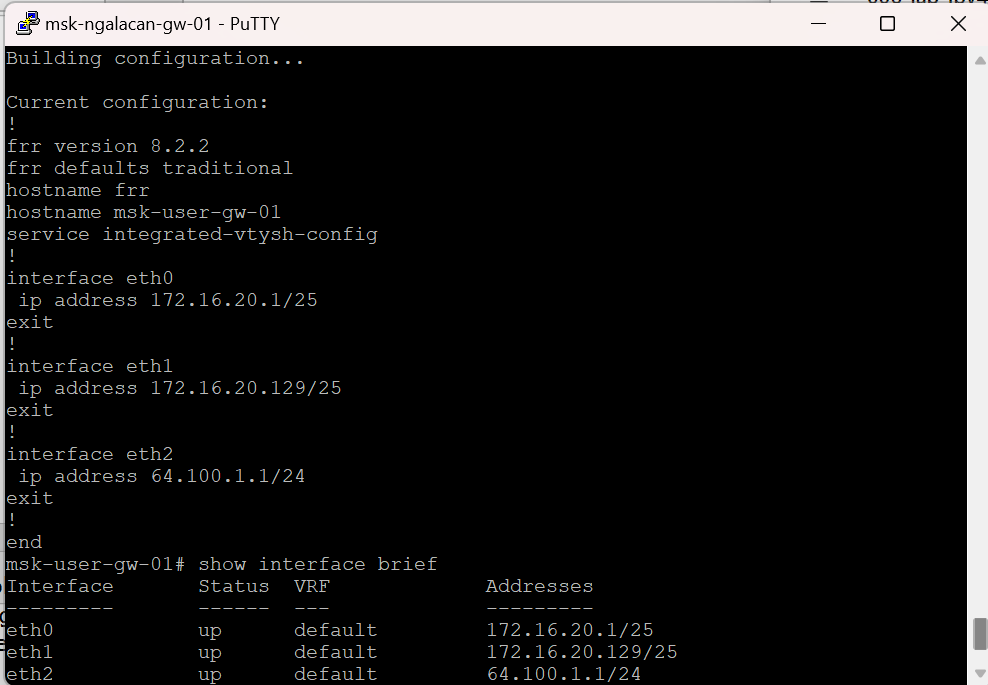 msk-ngalacan-gw-01 - PuTTY
Building configuration...
Current configuration:
!
frr version 8.2.2
frr defaults traditional
hostname frr
hostname msk-user-gw-01
service integrated-vtysh-config
!
interface eth0
 ip address 172.16.20.1/25
exit
!
interface eth1
 ip address 172.16.20.129/25
exit
!
interface eth2
 ip address 64.100.1.1/24
exit
!
end
msk-user-gw-01# show interface brief
Interface       Status  VRF             Addresses
---------       ------  ---             ---------
eth0            up      default         172.16.20.1/25
eth1            up      default         172.16.20.129/25
eth2            up      default         64.100.1.1/24